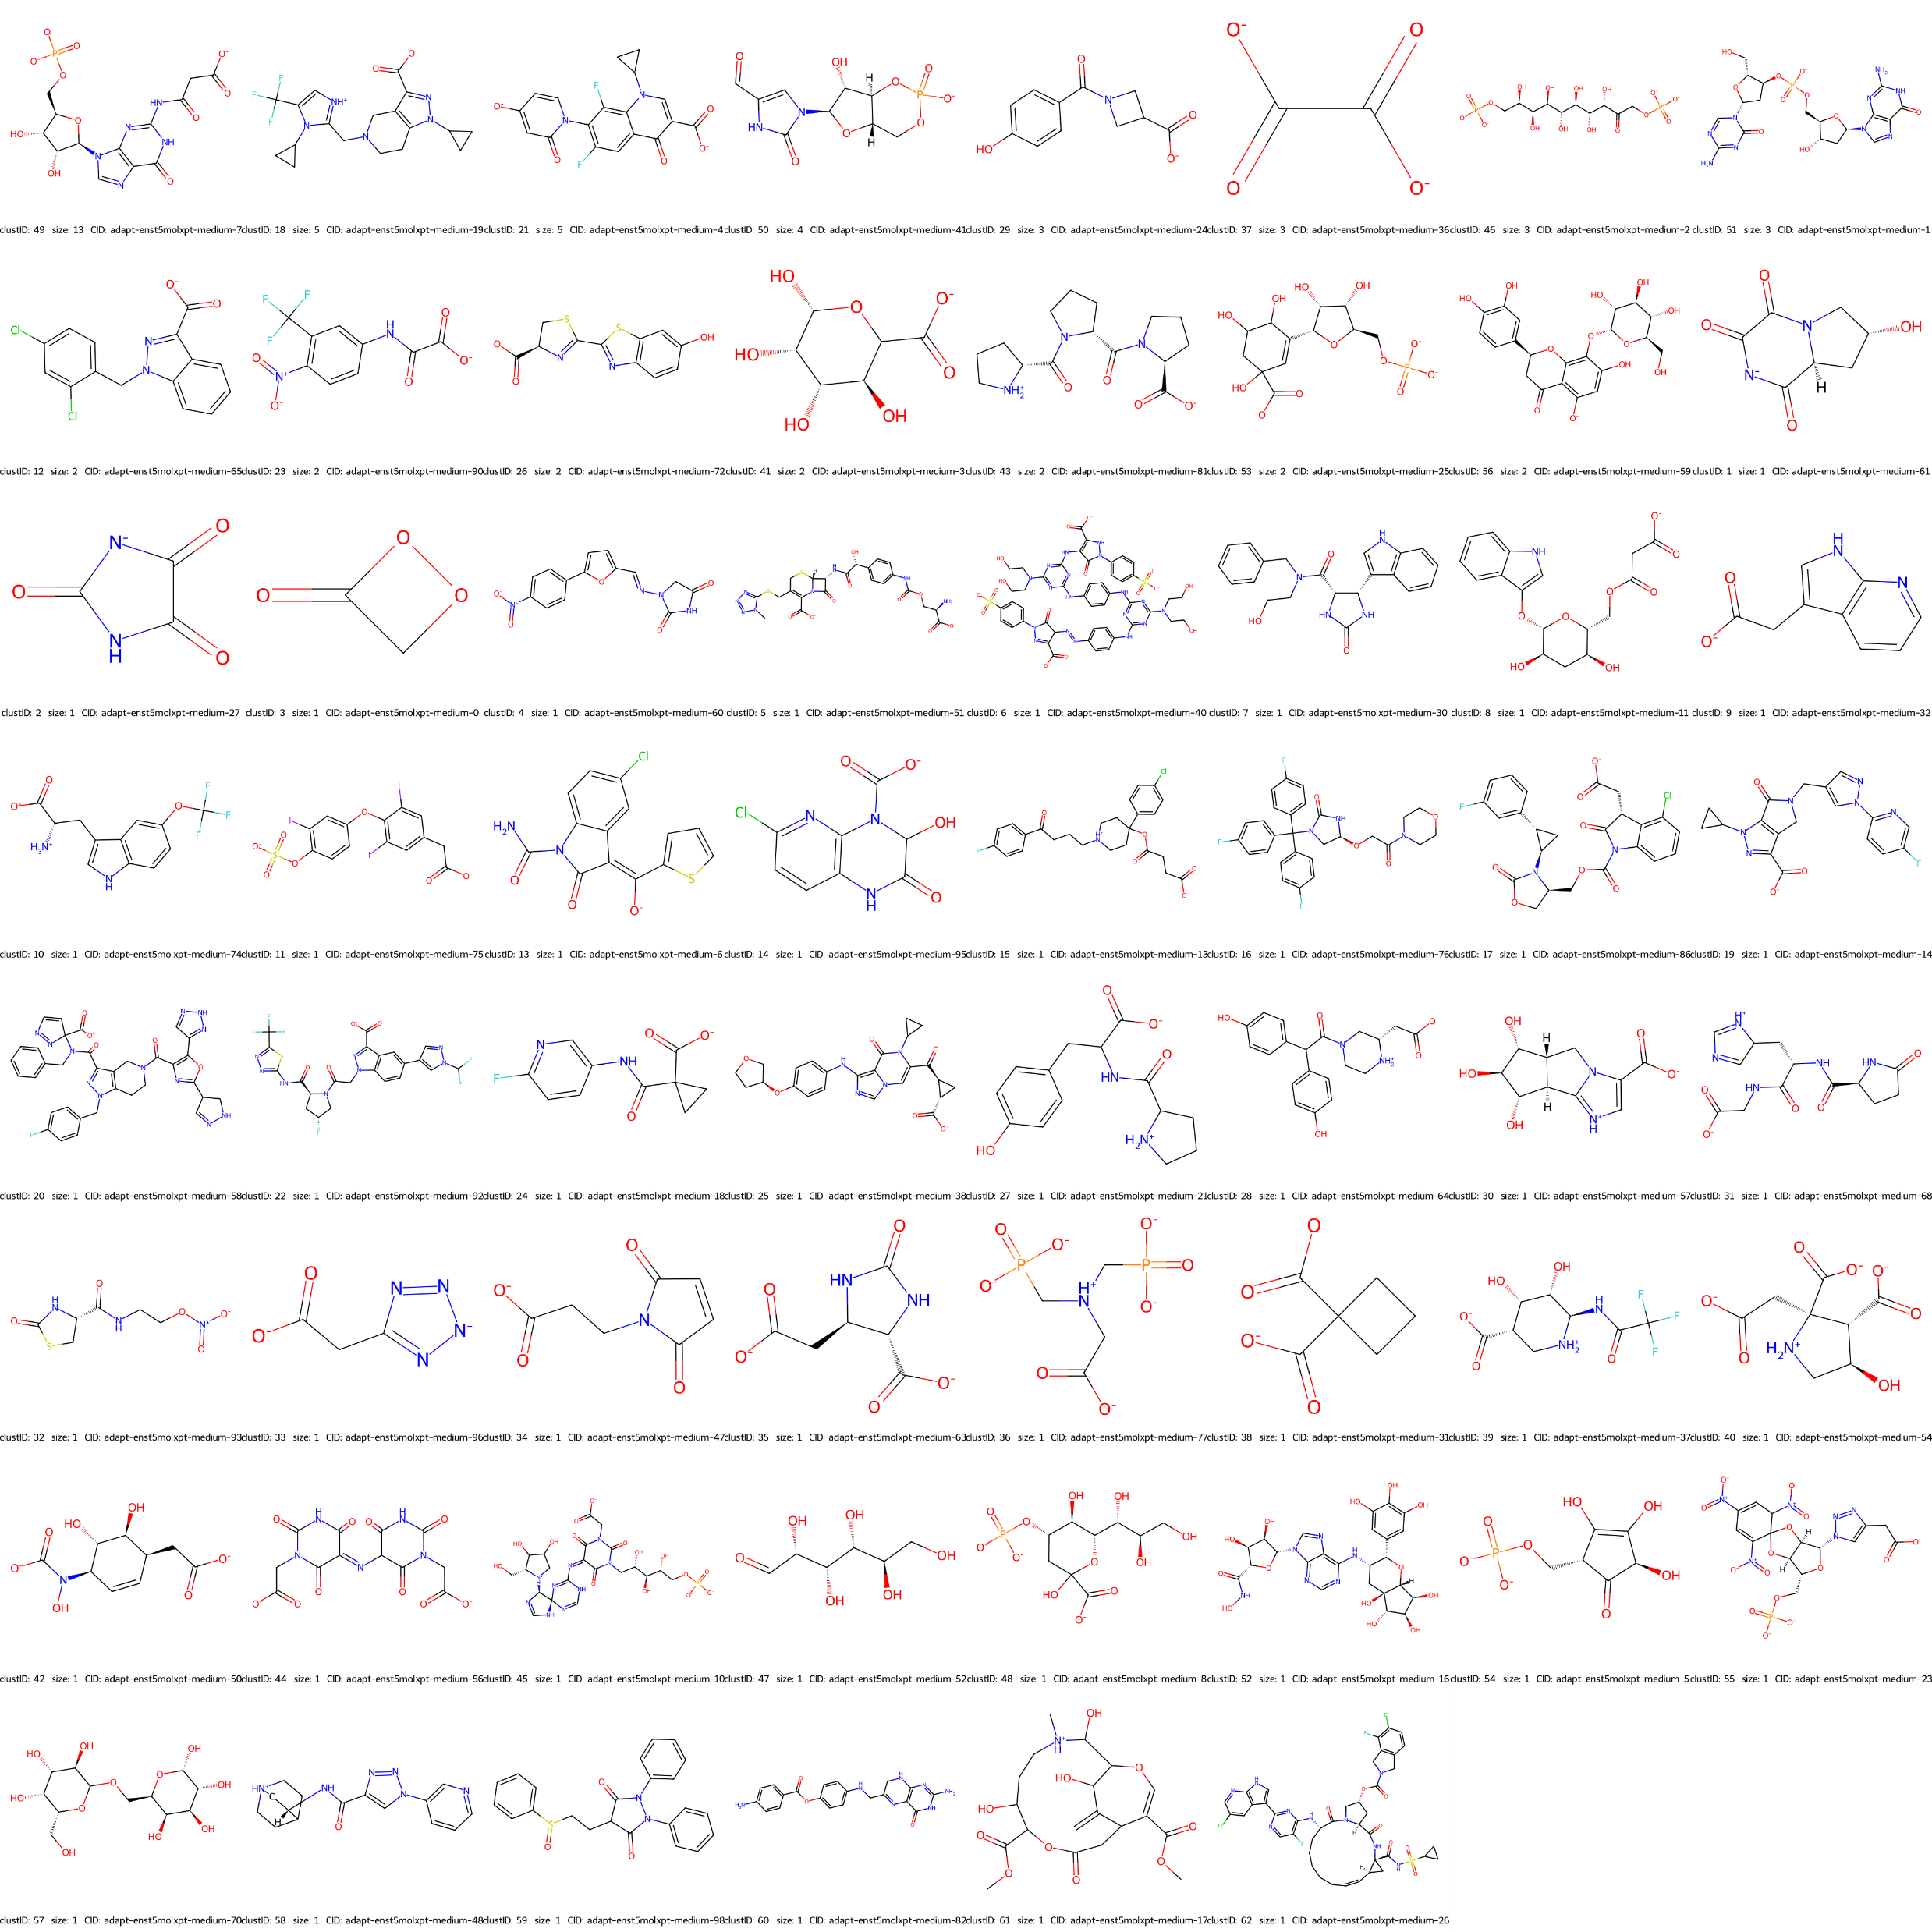 clustID: 49 size: 13 CID: adapt-enst5molxpt-medium-7clustID: 18 size: 5 CID: adapt-enst5molxpt-medium-19clustID: 21 size: 5 CID: adapt-enst5molxpt-medium-4clustID: 50 size: 4 CID: adapt-enst5molxpt-medium-41clustID: 29 size: 3 CID: adapt-enst5molxpt-medium-24clustID: 37 size: 3 CID: adapt-enst5molxpt-medium-36clustID: 46 size: 3 CID: adapt-enst5molxpt-medium-2 clustID: 51 size: 3 CID: adapt-enst5molxpt-medium-1
clustID: 12 size: 2 CID: adapt-enst5molxpt-medium-65clustID: 23 size: 2 CID: adapt-enst5molxpt-medium-90clustID: 26 size: 2 CID: adapt-enst5molxpt-medium-72clustID: 41 size: 2 CID: adapt-enst5molxpt-medium-3clustID: 43 size: 2 CID: adapt-enst5molxpt-medium-81clustID: 53 size: 2 CID: adapt-enst5molxpt-medium-25clustID: 56 size: 2 CID: adapt-enst5molxpt-medium-59 clustID: 1 size: 1 CID: adapt-enst5molxpt-medium-61
clustID: 2 size: 1 CID: adapt-enst5molxpt-medium-27 clustID: 3 size: 1 CID: adapt-enst5molxpt-medium-0 clustID: 4 size: 1 CID: adapt-enst5molxpt-medium-60 clustID: 5 size: 1 CID: adapt-enst5molxpt-medium-51 clustID: 6 size: 1 CID: adapt-enst5molxpt-medium-40 clustID: 7 size: 1 CID: adapt-enst5molxpt-medium-30 clustID: 8 size: 1 CID: adapt-enst5molxpt-medium-11 clustID: 9 size: 1 CID: adapt-enst5molxpt-medium-32
clustID: 10 size: 1 CID: adapt-enst5molxpt-medium-74clustID: 11 size: 1 CID: adapt-enst5molxpt-medium-75 clustID: 13 size: 1 CID: adapt-enst5molxpt-medium-6 clustID: 14 size: 1 CID: adapt-enst5molxpt-medium-95clustID: 15 size: 1 CID: adapt-enst5molxpt-medium-13clustID: 16 size: 1 CID: adapt-enst5molxpt-medium-76clustID: 17 size: 1 CID: adapt-enst5molxpt-medium-86clustID: 19 size: 1 CID: adapt-enst5molxpt-medium-14
clustID: 20 size: 1 CID: adapt-enst5molxpt-medium-58clustID: 22 size: 1 CID: adapt-enst5molxpt-medium-92clustID: 24 size: 1 CID: adapt-enst5molxpt-medium-18clustID: 25 size: 1 CID: adapt-enst5molxpt-medium-38clustID: 27 size: 1 CID: adapt-enst5molxpt-medium-21clustID: 28 size: 1 CID: adapt-enst5molxpt-medium-64clustID: 30 size: 1 CID: adapt-enst5molxpt-medium-57clustID: 31 size: 1 CID: adapt-enst5molxpt-medium-68
clustID: 32 size: 1 CID: adapt-enst5molxpt-medium-93clustID: 33 size: 1 CID: adapt-enst5molxpt-medium-96clustID: 34 size: 1 CID: adapt-enst5molxpt-medium-47clustID: 35 size: 1 CID: adapt-enst5molxpt-medium-63clustID: 36 size: 1 CID: adapt-enst5molxpt-medium-77clustID: 38 size: 1 CID: adapt-enst5molxpt-medium-31clustID: 39 size: 1 CID: adapt-enst5molxpt-medium-37clustID: 40 size: 1 CID: adapt-enst5molxpt-medium-54
clustID: 42 size: 1 CID: adapt-enst5molxpt-medium-50clustID: 44 size: 1 CID: adapt-enst5molxpt-medium-56clustID: 45 size: 1 CID: adapt-enst5molxpt-medium-10clustID: 47 size: 1 CID: adapt-enst5molxpt-medium-52clustID: 48 size: 1 CID: adapt-enst5molxpt-medium-8clustID: 52 size: 1 CID: adapt-enst5molxpt-medium-16clustID: 54 size: 1 CID: adapt-enst5molxpt-medium-5clustID: 55 size: 1 CID: adapt-enst5molxpt-medium-23
clustID: 57 size: 1 CID: adapt-enst5molxpt-medium-70clustID: 58 size: 1 CID: adapt-enst5molxpt-medium-48clustID: 59 size: 1 CID: adapt-enst5molxpt-medium-98clustID: 60 size: 1 CID: adapt-enst5molxpt-medium-82clustID: 61 size: 1 CID: adapt-enst5molxpt-medium-17clustID: 62 size: 1 CID: adapt-enst5molxpt-medium-26